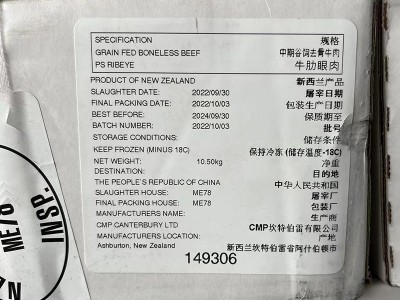 SPECIFICATION 规格
GRAIN FED BONELESS BEEF 中期谷饲去骨牛肉
PS RIBEYE 牛肋眼肉
PRODUCT OF NEW ZEALAND 新西兰产品
SLAUGHTER DATE: 2022/09/30 屠宰日期
FINAL PACKING DATE: 2022/10/03 包装生产日期
BEST BEFORE: 2024/09/30 保质期至
BATCH NUMBER: 2022/10/03 批号
STORAGE CONDITIONS: 储存条件
KEEP FROZEN (MINUS 18C) 保持冷冻 (储存温度-18C)
NET WEIGHT: 10.50kg 净重
DESTINATION: 目的地
THE PEOPLE'S REPUBLIC OF CHINA 中华人民共和国
SLAUGHTER HOUSE: ME78 屠宰厂
FINAL PACKING HOUSE: ME78 包装厂
MANUFACTURERS NAME: 生产商
CMP CANTERBURY LTD CMP坎特伯雷有限公司
MANUFACTURERS LOCATION: 产地
Ashburton, New Zealand 新西兰坎特伯雷省阿什伯顿市
149306
ME78
INSP.